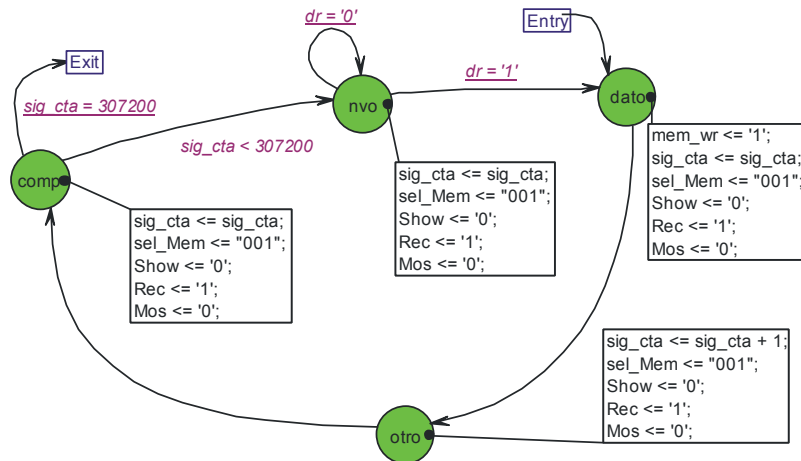 dr = '0'
Entry
Exit
dr = '1'
nvo
dato
sig_cta = 307200
sig_cta < 307200
comp
mem_wr <= '1';
sig_cta <= sig_cta;
sel_Mem <= "001";
Show <= '0';
Rec <= '1';
Mos <= '0';
sig_cta <= sig_cta;
sel_Mem <= "001";
Show <= '0';
Rec <= '1';
Mos <= '0';
sig_cta <= sig_cta;
sel_Mem <= "001";
Show <= '0';
Rec <= '1';
Mos <= '0';
sig_cta <= sig_cta + 1;
sel_Mem <= "001";
Show <= '0';
Rec <= '1';
Mos <= '0';
otro